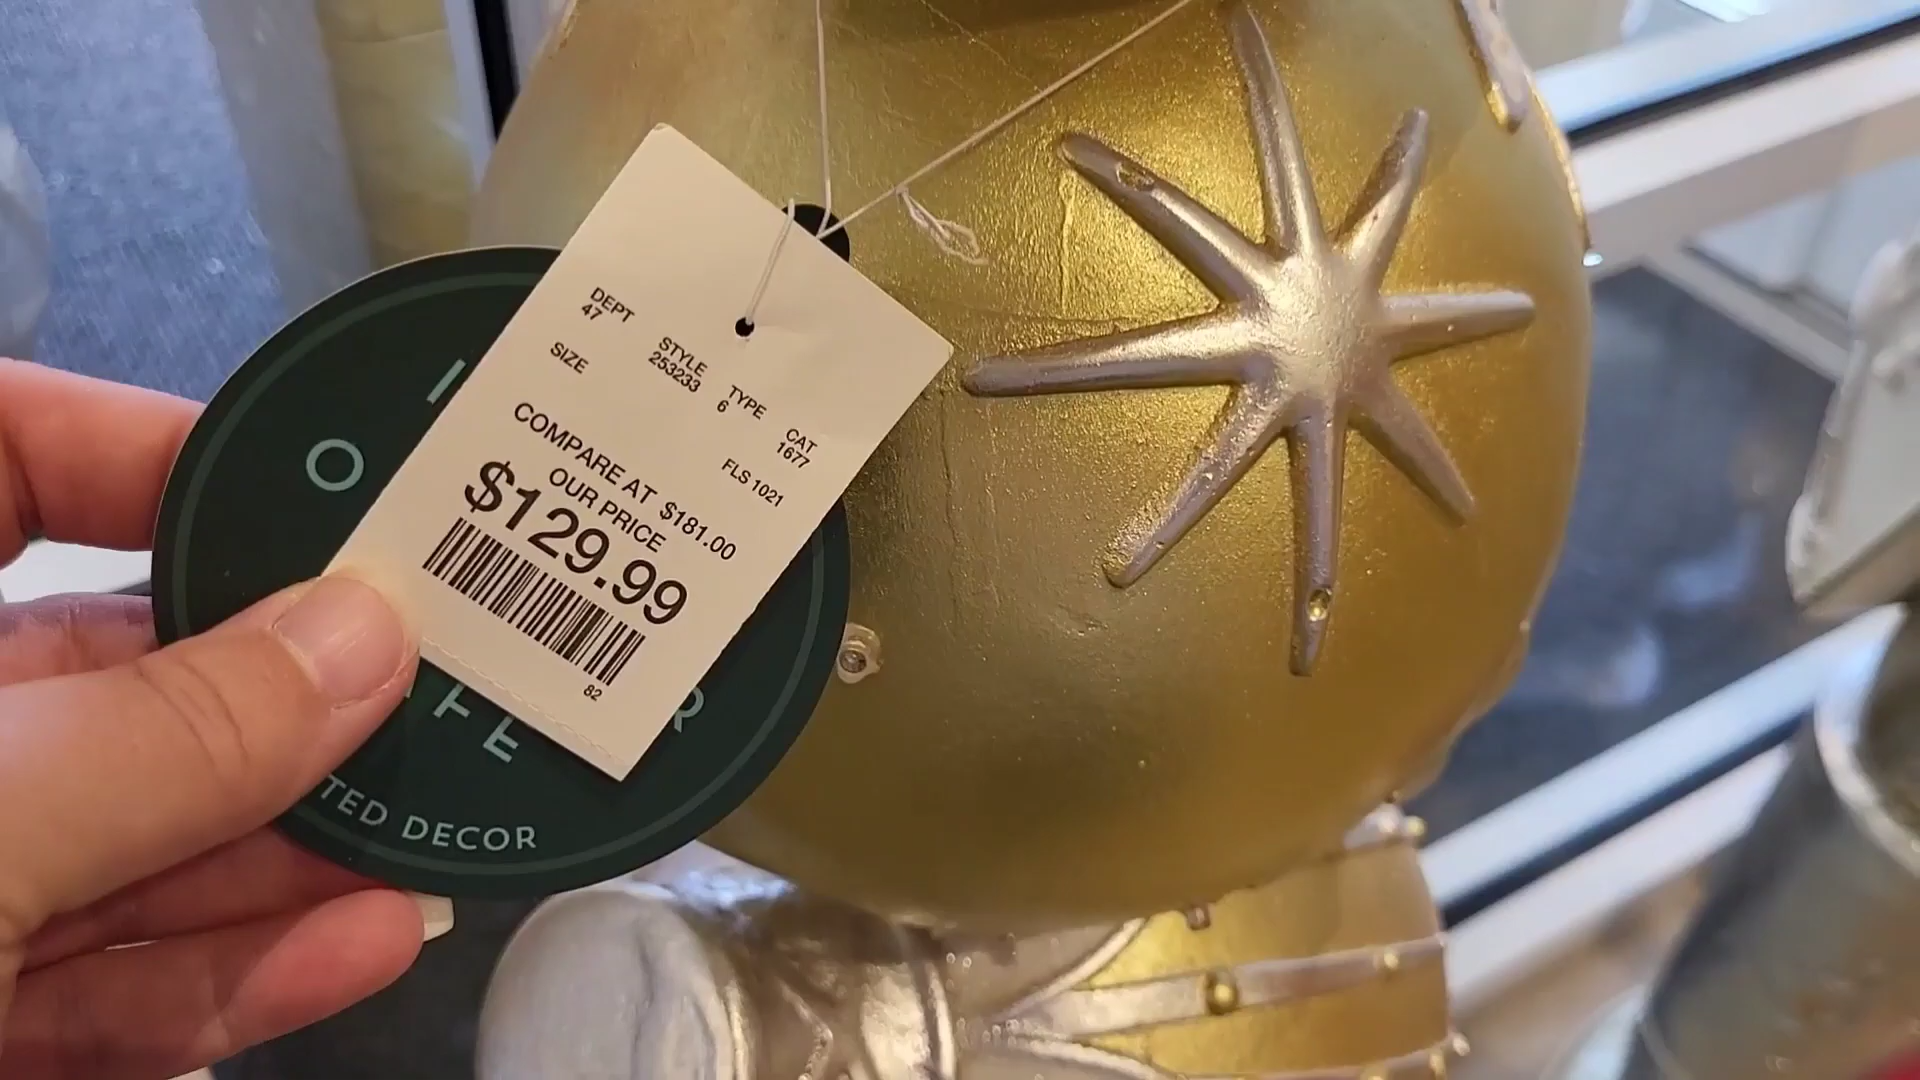 DEPT
47
STYLE
253233
TYPE
6
CAT
1677
SIZE
FLS 1021
COMPARE AT $181.00
OUR PRICE
$129.99
82
O
R
FE
TED DECOR